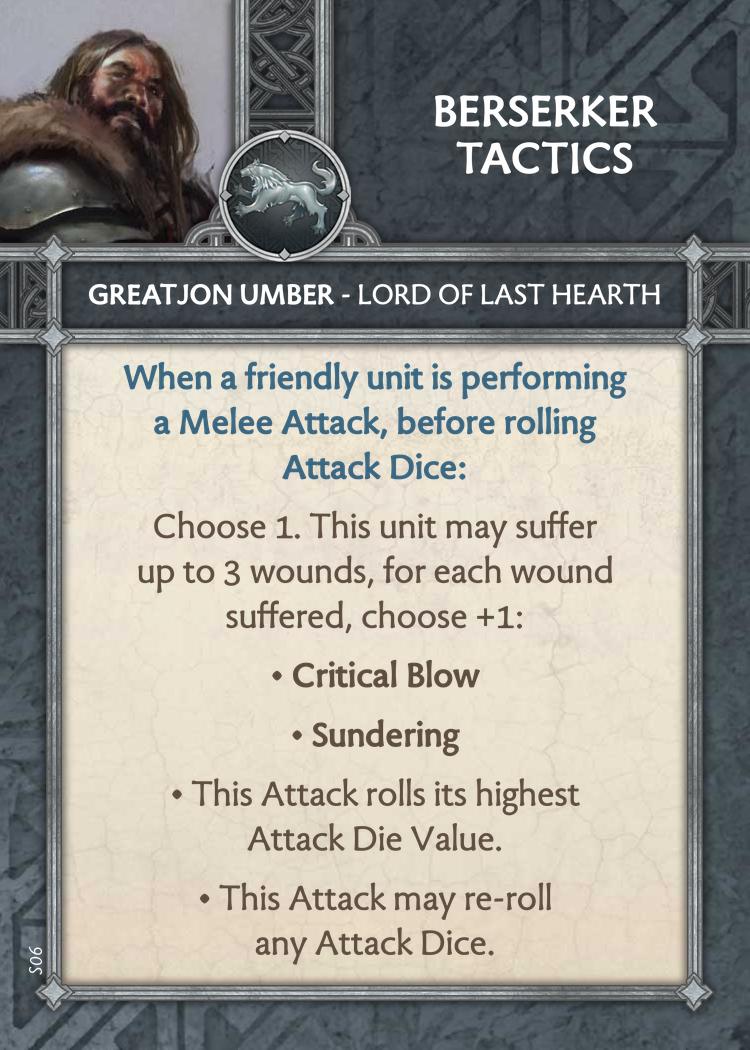 BERSERKER
TACTICS
GREATJON UMBER - LORD OF LAST HEARTH
When a friendly unit is performing
a Melee Attack, before rolling
Attack Dice:
Choose 1. This unit may suffer
up to 3 wounds, for each wound
suffered, choose +1:
• Critical Blow
• Sundering
• This Attack rolls its highest
Attack Die Value.
• This Attack may re-roll
any Attack Dice.
S06